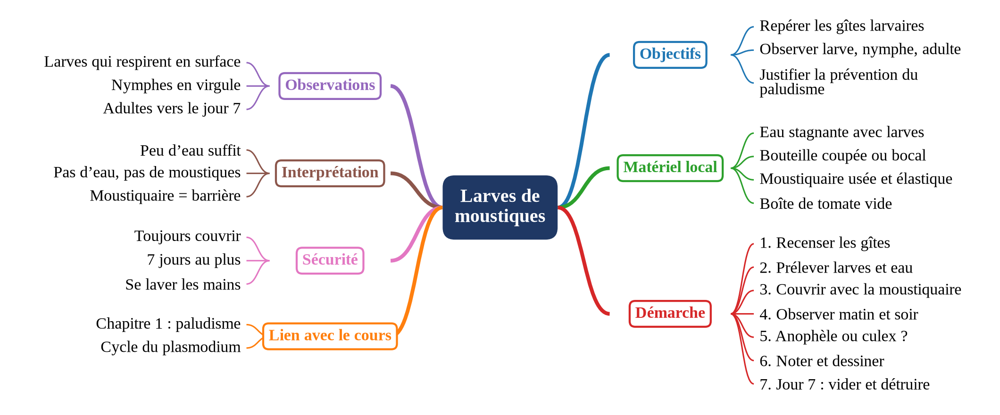 Larves de
moustiques
Objectifs
Repérer les gîtes larvaires
Observer larve, nymphe, adulte
Justifier la prévention du
paludisme
Matériel local
Eau stagnante avec larves
Bouteille coupée ou bocal
Moustiquaire usée et élastique
Boîte de tomate vide
Démarche
1. Recenser les gîtes
2. Prélever larves et eau
3. Couvrir avec la moustiquaire
4. Observer matin et soir
5. Anophèle ou culex ?
6. Noter et dessiner
7. Jour 7 : vider et détruire
Observations
Larves qui respirent en surface
Nymphes en virgule
Adultes vers le jour 7
Interprétation
Peu d’eau suffit
Pas d’eau, pas de moustiques
Moustiquaire = barrière
Sécurité
Toujours couvrir
7 jours au plus
Se laver les mains
Lien avec le cours
Chapitre 1 : paludisme
Cycle du plasmodium